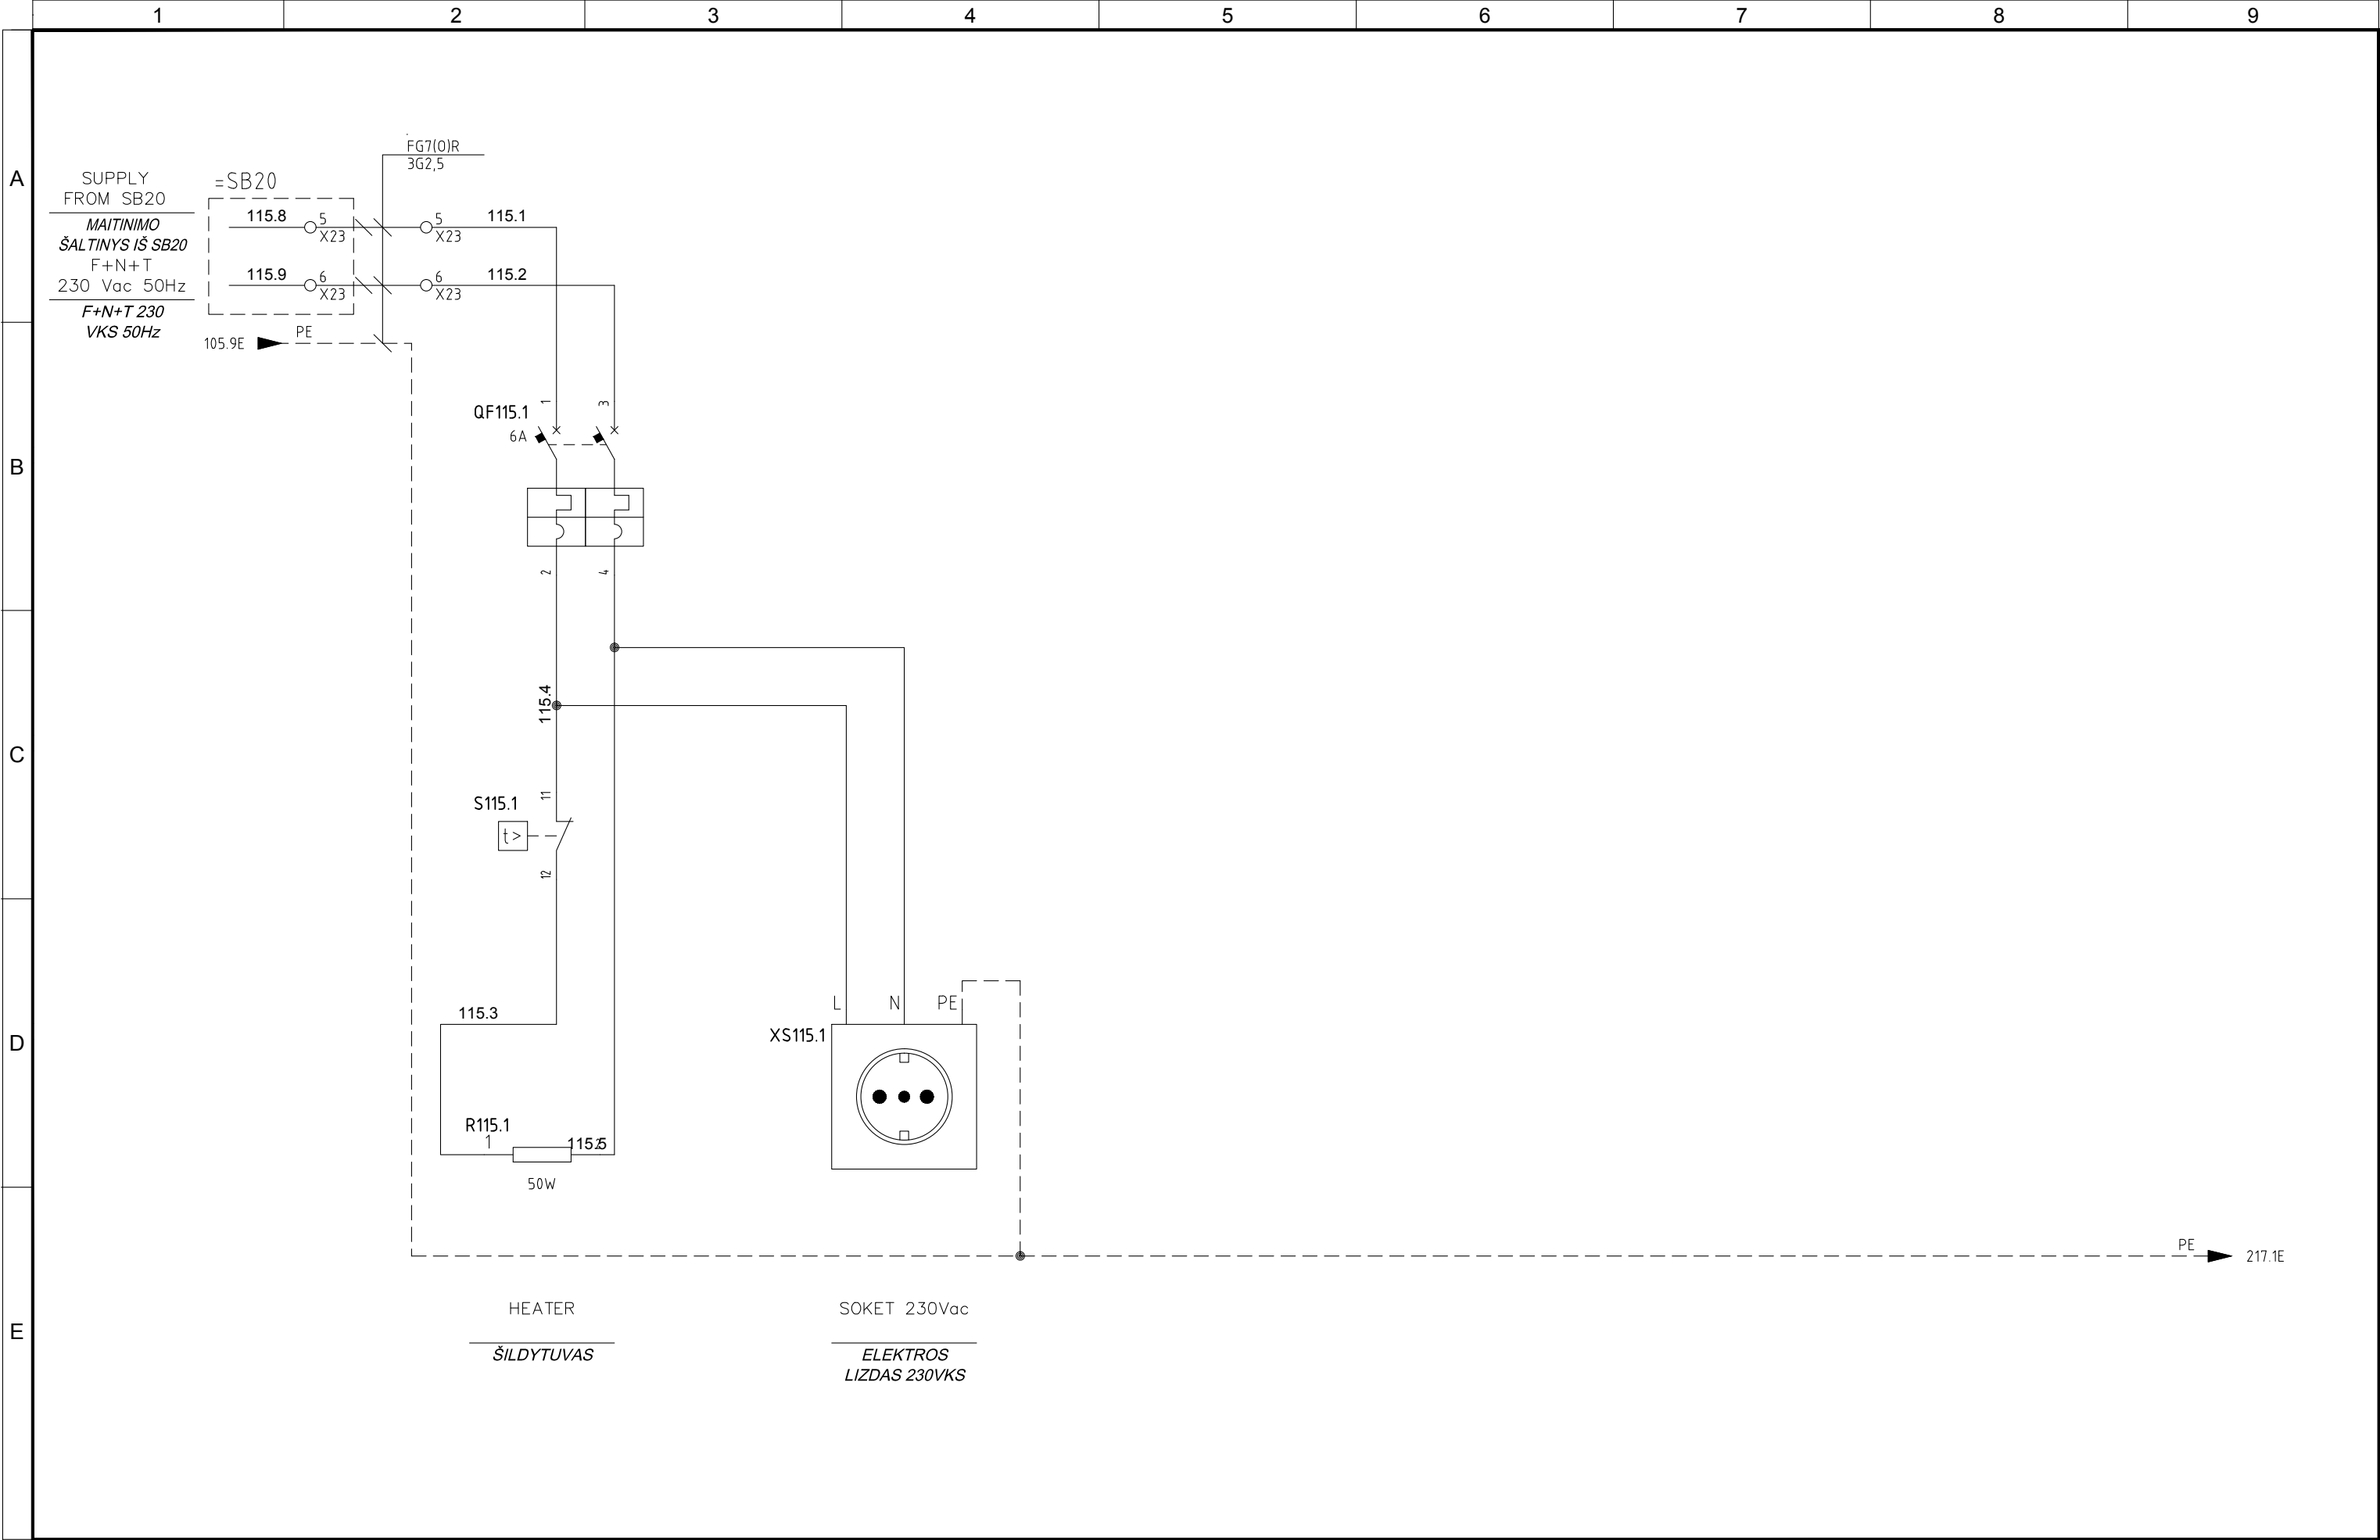 1 2 3 4 5 6 7 8 9
A
B
C
D
E
FG7(O)R
3G2,5
SUPPLY
FROM SB20
MAITINIMO
ŠALTINYS IŠ SB20
F+N+T
230 Vac 50Hz
F+N+T 230
VKS 50Hz
=SB20
115.8 5 5 115.1
X23 X23
115.9 6 6 115.2
X23 X23
105.9E PE
QF115.1 1 3
6A
2 4
115.4
S115.1 11
t>
12
115.3
L N PE
XS115.1
R115.1
1 115.5 2
50W
PE
217.1E
HEATER
ŠILDYTUVAS
SOKET 230Vac
ELEKTROS
LIZDAS 230VKS